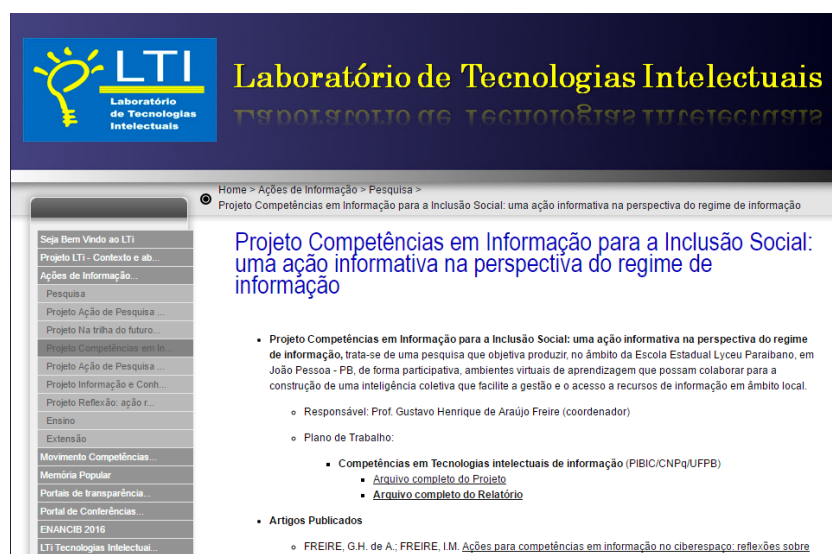 LTI
Laboratório
de Tecnologias
Intelectuais
Laboratório de Tecnologias Intelectuais
Home > Ações de Informação > Pesquisa >
Projeto Competências em Informação para a Inclusão Social: uma ação informativa na perspectiva do regime de informação
Seja Bem Vindo ao LTi
Projeto LTi - Contexto e ab...
Ações de Informação...
Pesquisa
Projeto Ação de Pesquisa ...
Projeto Na trilha do futuro...
Projeto Competências em In...
Projeto Ação de Pesquisa ...
Projeto Informação e Conh...
Projeto Reflexão: ação r...
Ensino
Extensão
Movimento Competências...
Memória Popular
Portais de transparência...
Portal de Conferências...
ENANCIB 2016
LTi Tecnologias Intelectuai...
Projeto Competências em Informação para a Inclusão Social:
uma ação informativa na perspectiva do regime de
informação
Projeto Competências em Informação para a Inclusão Social: uma ação informativa na perspectiva do regime
de informação, trata-se de uma pesquisa que objetiva produzir, no âmbito da Escola Estadual Lyceu Paraibano, em
João Pessoa - PB, de forma participativa, ambientes virtuais de aprendizagem que possam colaborar para a
construção de uma inteligência coletiva que facilite a gestão e o acesso a recursos de informação em âmbito local.
Responsável: Prof. Gustavo Henrique de Araújo Freire (coordenador)
Plano de Trabalho:
Competências em Tecnologias intelectuais de informação (PIBIC/CNPq/UFPB)
Arquivo completo do Projeto
Arquivo completo do Relatório
Artigos Publicados
FREIRE, G.H. de A.; FREIRE, I.M. Ações para competências em informação no ciberespaço: reflexões sobre